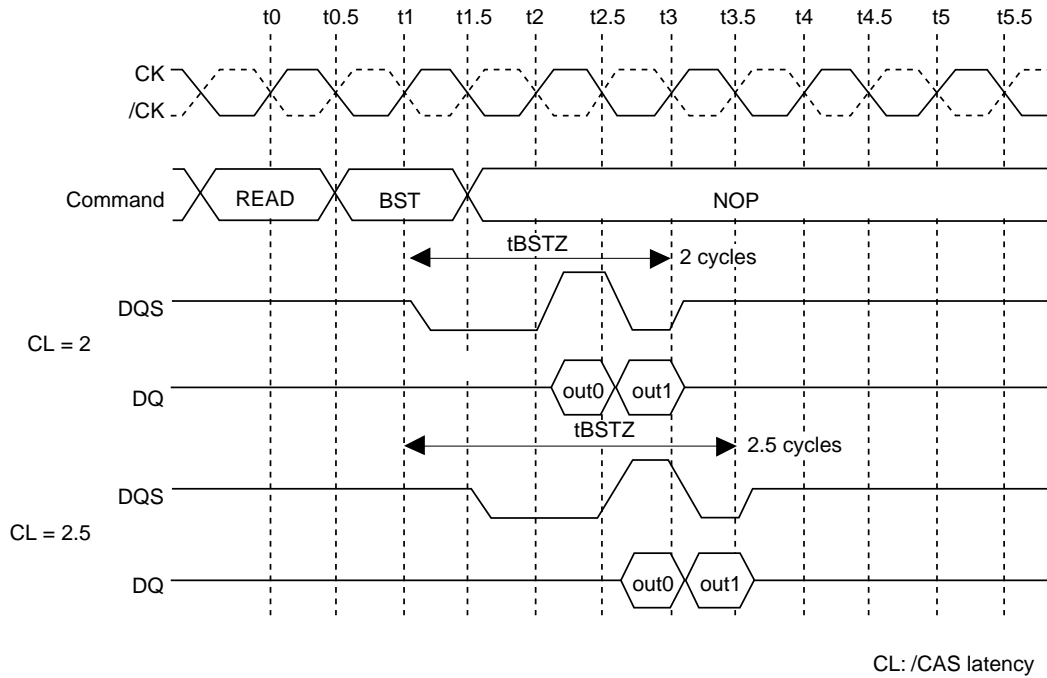 t0 t0.5 t1 t1.5 t2 t2.5 t3 t3.5 t4 t4.5 t5 t5.5
CK
/CK
Command READ BST NOP
tBSTZ 2 cycles
DQS
CL = 2
DQ out0 out1
tBSTZ 2.5 cycles
DQS
CL = 2.5
DQ out0 out1
CL: /CAS latency